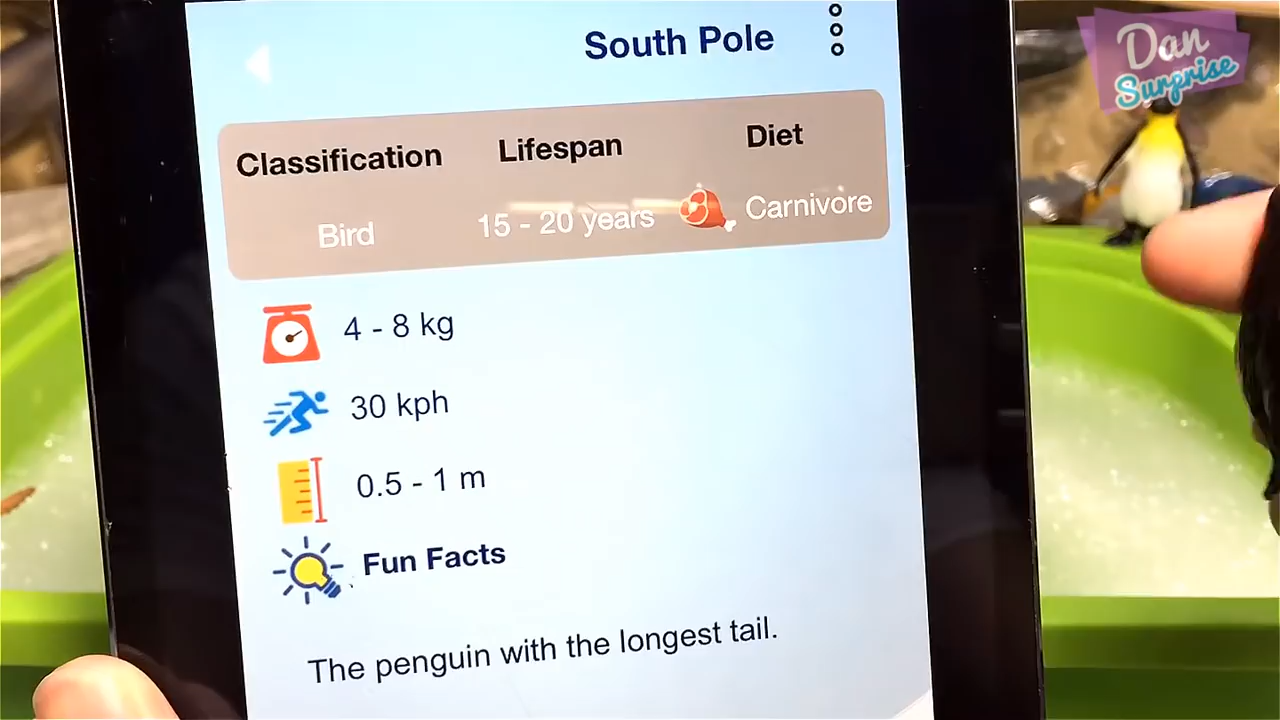 South Pole
Dan
Surprise
Classification Lifespan Diet
Bird 15 - 20 years Carnivore
4 - 8 kg
30 kph
0.5 - 1 m
Fun Facts
The penguin with the longest tail.